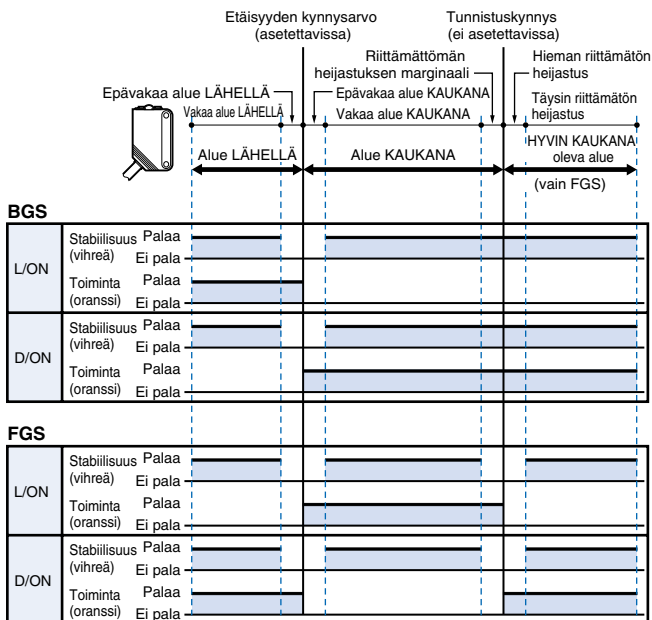 Etäisyyden kynnysarvo
(asetettavissa)
Tunnistuskynnys
(ei asetettavissa)
Riittämättömän
heijastuksen marginaali
Hieman riittämätön
heijastus
Epävakaa alue LÄHELLÄ
Epävakaa alue KAUKANA
Täysin riittämätön
heijastus
Vakaa alue LÄHELLÄ
Vakaa alue KAUKANA
Alue LÄHELLÄ
Alue KAUKANA
HYVIN KAUKANA
oleva alue
(vain FGS)
BGS
L/ON
Stabiilisuus Palaa
(vihreä) Ei pala
Toiminta Palaa
(oranssi) Ei pala
D/ON
Stabiilisuus Palaa
(vihreä) Ei pala
Toiminta Palaa
(oranssi) Ei pala
FGS
L/ON
Stabiilisuus Palaa
(vihreä) Ei pala
Toiminta Palaa
(oranssi) Ei pala
D/ON
Stabiilisuus Palaa
(vihreä) Ei pala
Toiminta Palaa
(oranssi) Ei pala